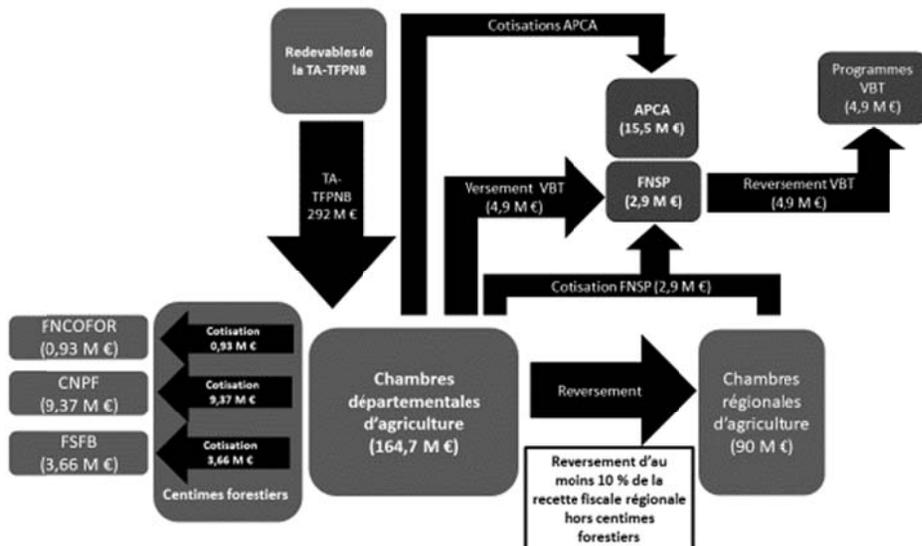 Cotisations APCA
Redevables de
la TA-TFPNB
Programmes
VBT
(4,9 M €)
APCA
(15,5 M €)
TA-
TFPNB
292 M €
Versement VBT
(4,9 M €)
FNSP
(2,9 M €)
Reversement VBT
(4,9 M €)
Cotisation FNSP (2,9 M €)
FNCOFOR
(0,93 M €)
Cotisation
0,93 M €
CNPF
(9,37 M €)
Cotisation
9,37 M €
FSFB
(3,66 M €)
Cotisation
3,66 M €
Centimes forestiers
Chambres
départementales
d'agriculture
(164,7 M €)
Reversement
Chambres
régionales
d'agriculture
(90 M €)
Reversement d'au
moins 10 % de la
recette fiscale régionale
hors centimes
forestiers